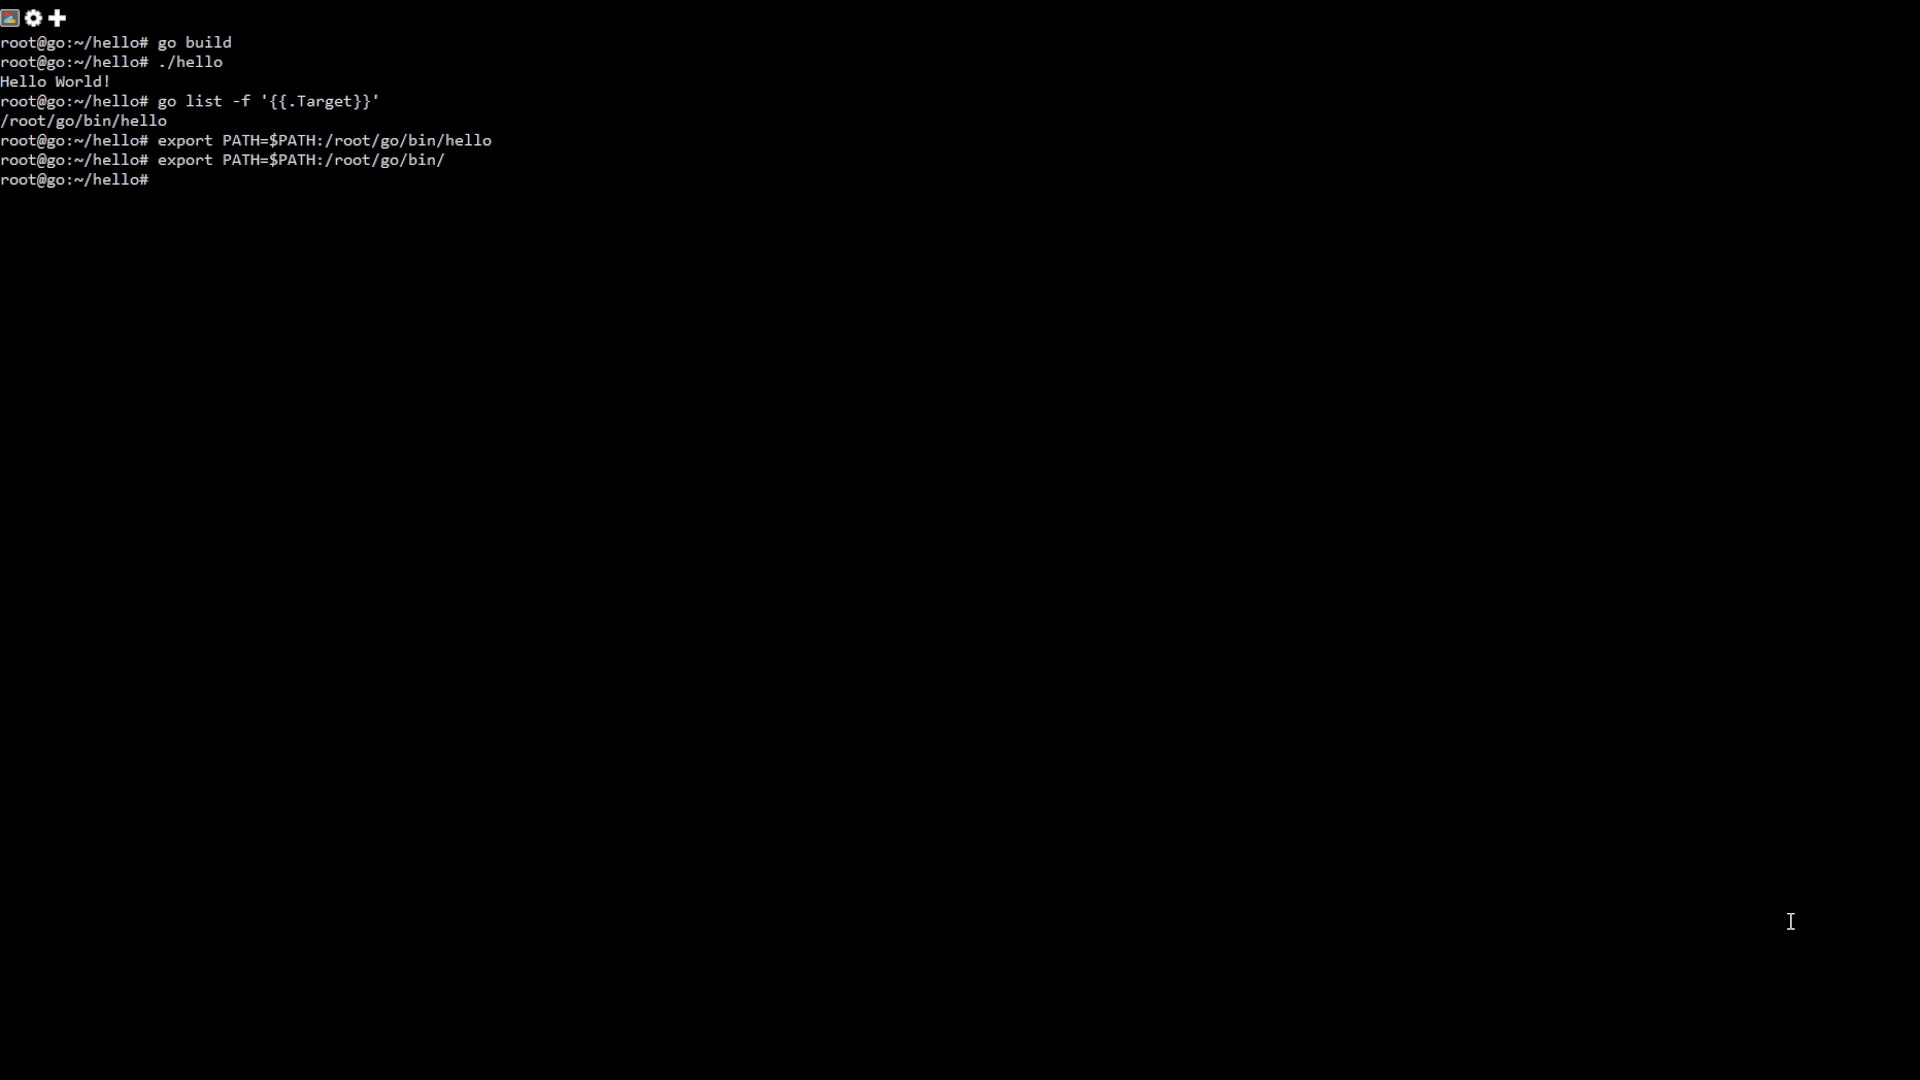 root@go:~/hello# go build
root@go:~/hello# ./hello
Hello World!
root@go:~/hello# go list -f '{{.Target}}'
/root/go/bin/hello
root@go:~/hello# export PATH=$PATH:/root/go/bin/hello
root@go:~/hello# export PATH=$PATH:/root/go/bin/
root@go:~/hello#